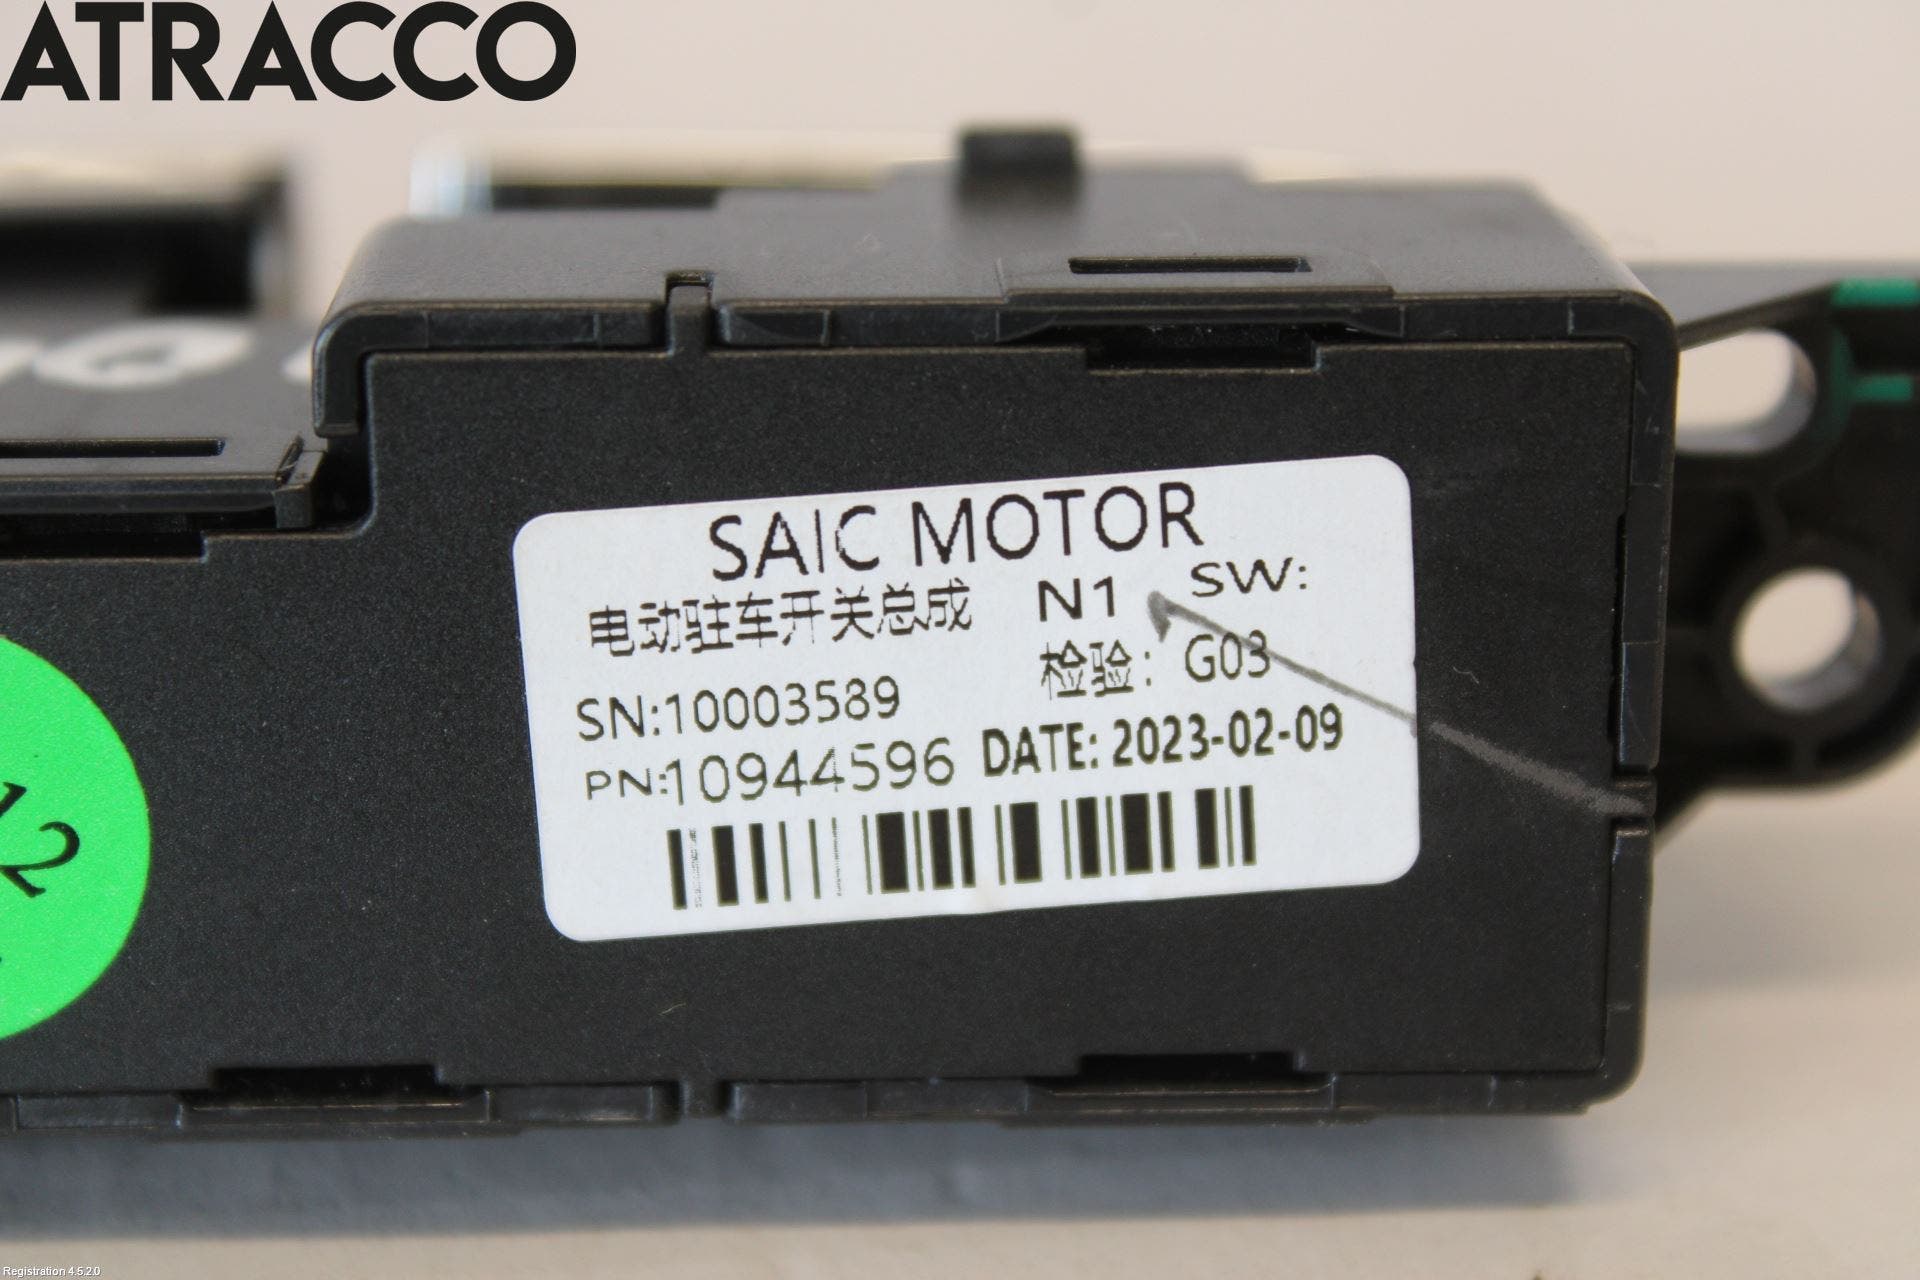 ATRACCO
SAIC MOTOR
电动驻车开关总成 N1 SW:
SN:10003589 检验: G03
PN:10944596 DATE: 2023-02-09
12
Registration 4.5.2.0